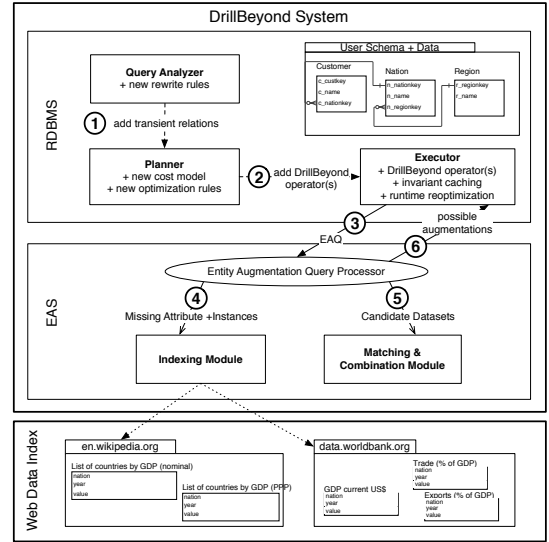 DrillBeyond System
RDBMS
Query Analyzer
+ new rewrite rules
User Schema + Data
Customer
c_custkey
c_name
c_nationkey
Nation
n_nationkey
n_name
n_regionkey
Region
r_regionkey
r_name
1
add transient relations
Planner
+ new cost model
+ new optimization rules
2
add DrillBeyond
operator(s)
Executor
+ DrillBeyond operator(s)
+ invariant caching
+ runtime reoptimization
3
EAQ
6
possible
augmentations
EAS
Entity Augmentation Query Processor
4
Missing Attribute +Instances
5
Candidate Datasets
Indexing Module
Matching &
Combination Module
Web Data Index
en.wikipedia.org
List of countries by GDP (nominal)
nation
year
value
List of countries by GDP (PPP)
nation
year
value
data.worldbank.org
Trade (% of GDP)
nation
year
value
GDP current US$
nation
year
value
Exports (% of GDP)
nation
year
value